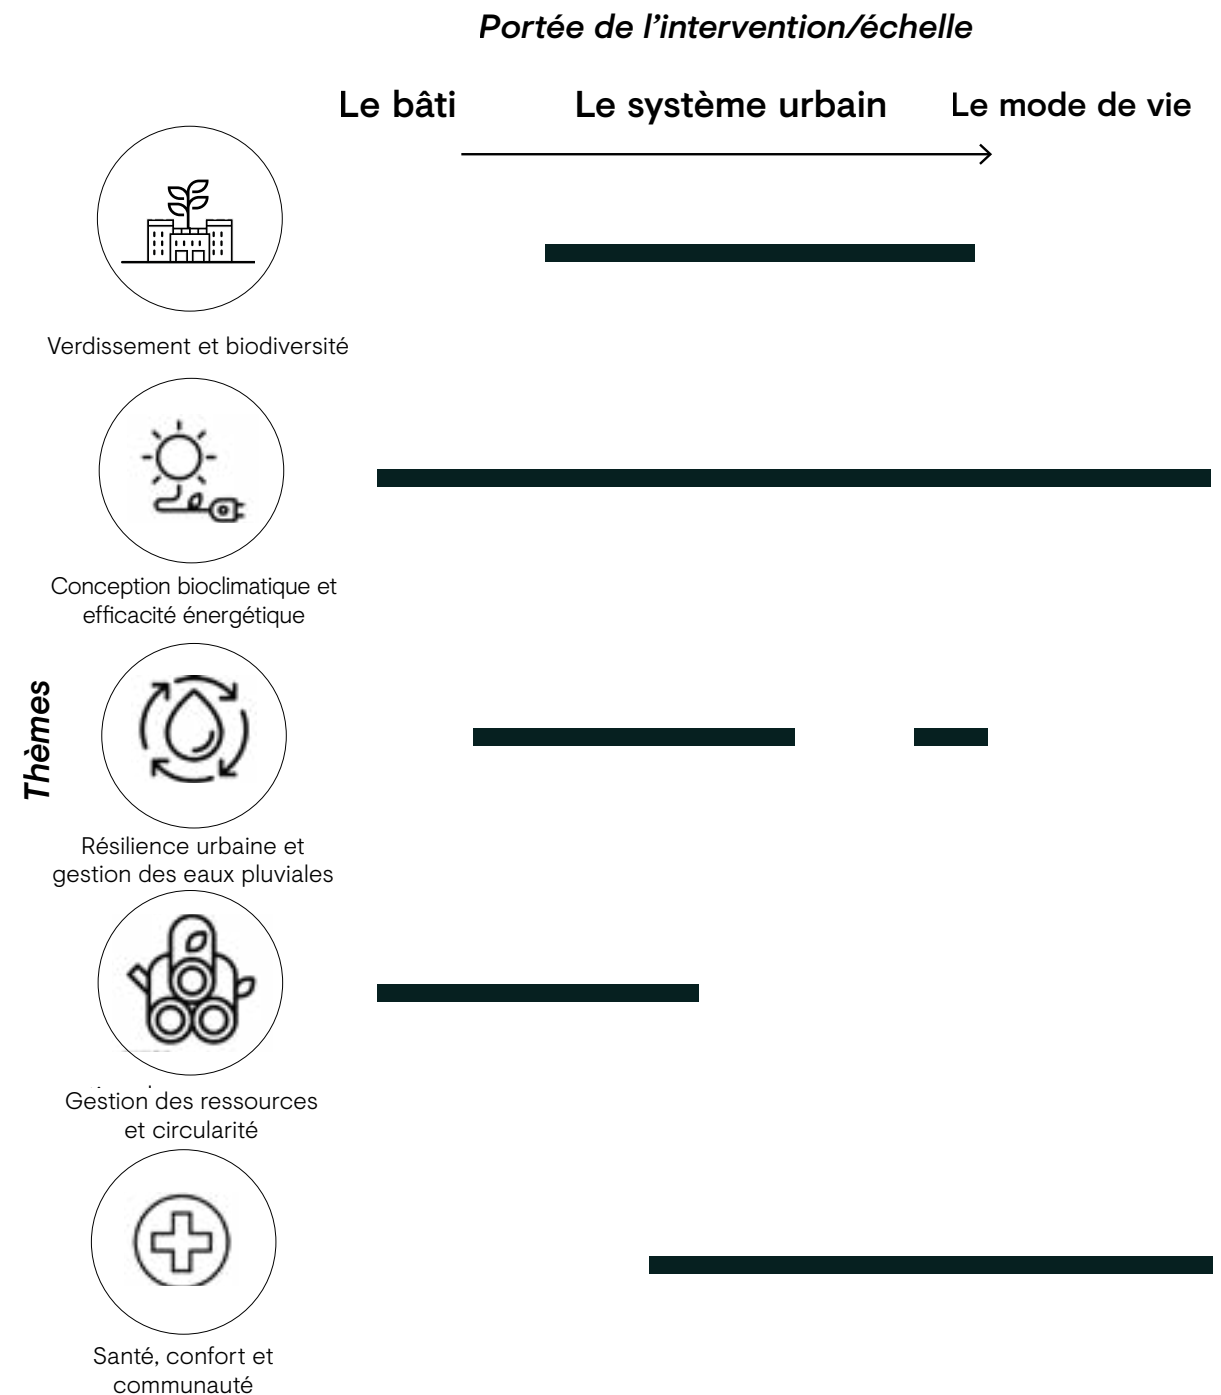 Portée de l’intervention/échelle
Le bâti
Le système urbain
Le mode de vie
Verdissement et biodiversité
Conception bioclimatique et
efficacité énergétique
Thèmes
Résilience urbaine et
gestion des eaux pluviales
Gestion des ressources
et circularité
Santé, confort et
communauté